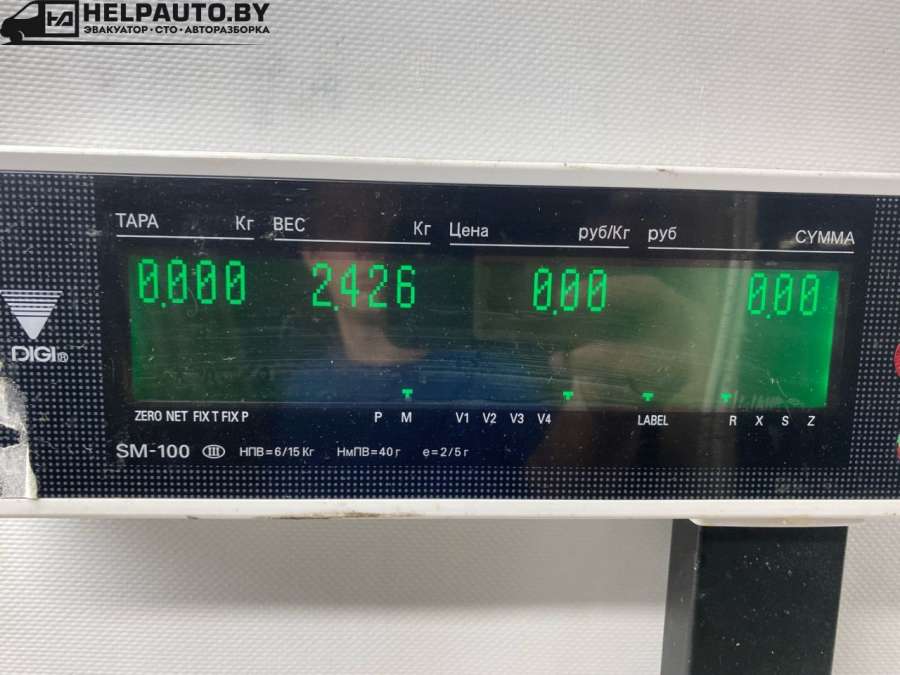 HELPAUTO.BY
ЭВАКУАТОР•СТО•АВТОРАЗБОРКА
ТАРА Кг ВЕС Кг Цена руб/Кг руб СУММА
0.000 2.426 0.00 0.00
DIGI®
ZERO NET FIX T FIX P P M V1 V2 V3 V4 LABEL R X S Z
SM-100 III НПВ=6/15 Кг НмПВ=40 г е=2/5 г